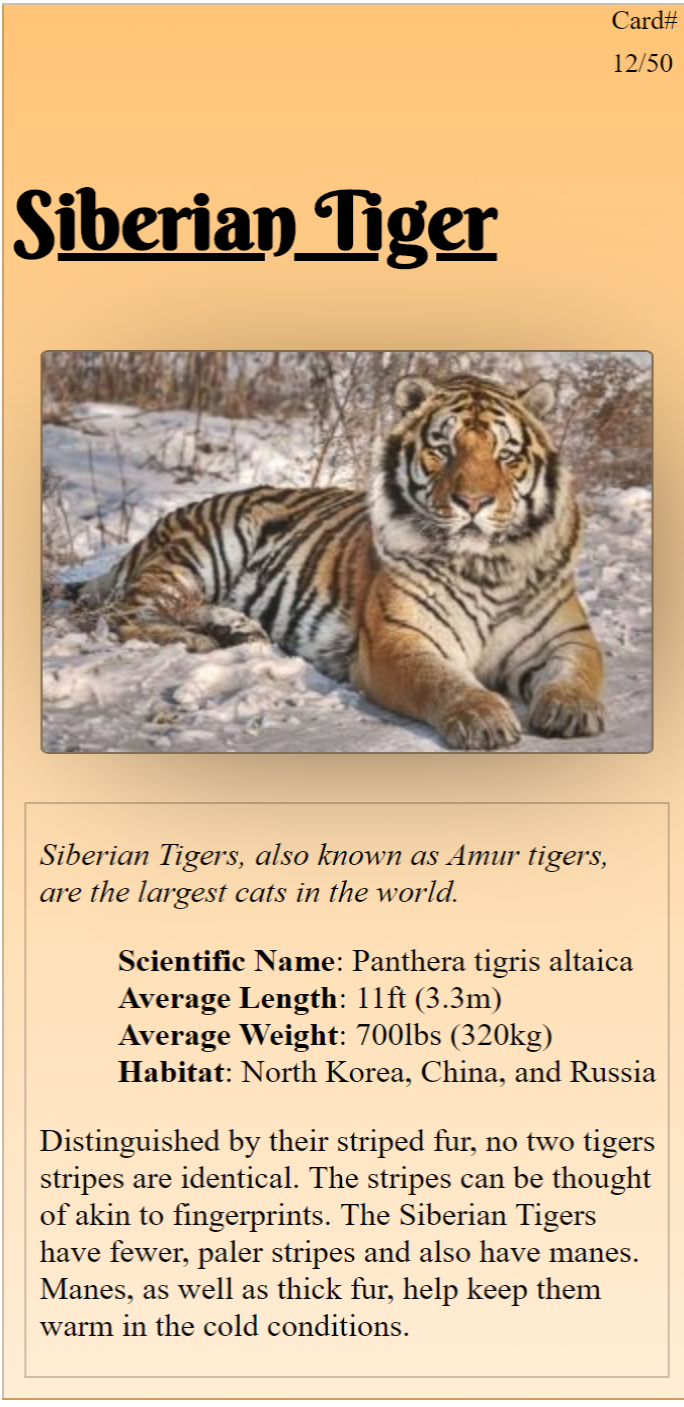 Card#
12/50
Siberian Tiger
Siberian Tigers, also known as Amur tigers,
are the largest cats in the world.
Scientific Name: Panthera tigris altaica
Average Length: 11ft (3.3m)
Average Weight: 700lbs (320kg)
Habitat: North Korea, China, and Russia
Distinguished by their striped fur, no two tigers
stripes are identical. The stripes can be thought
of akin to fingerprints. The Siberian Tigers
have fewer, paler stripes and also have manes.
Manes, as well as thick fur, help keep them
warm in the cold conditions.